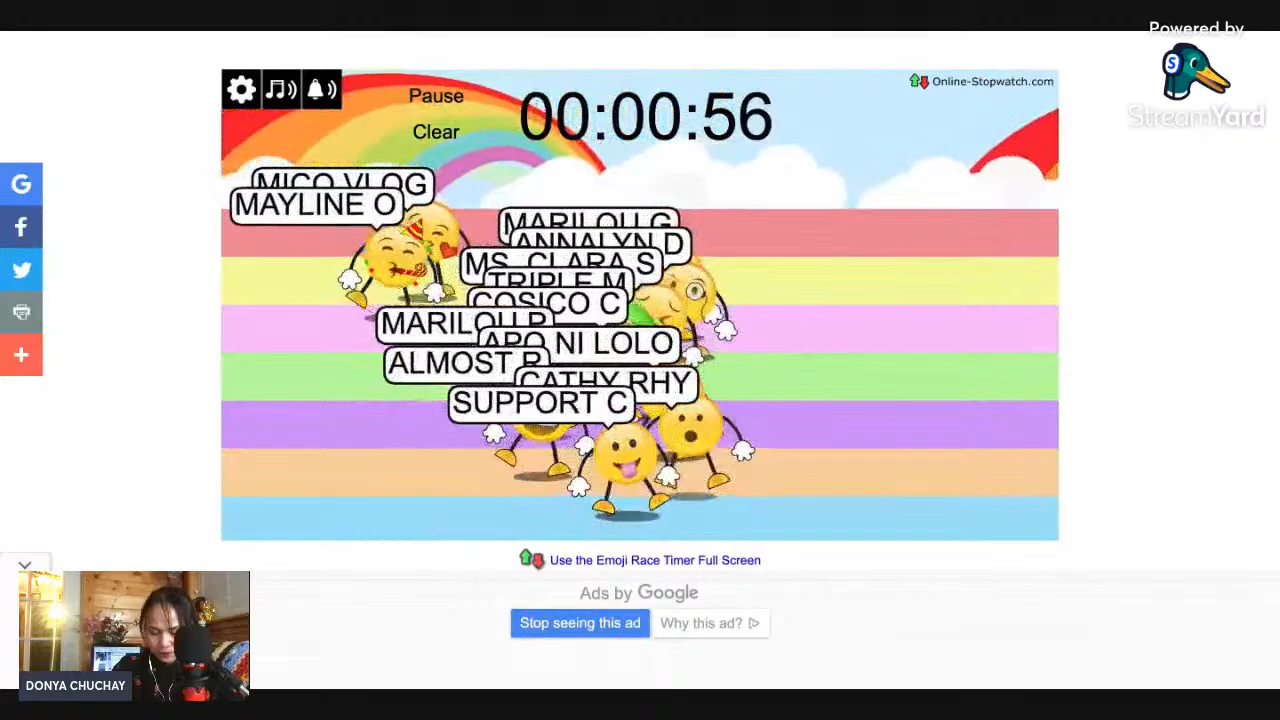 Powered by
StreamYard
Pause
Clear
00:00:56
Online-Stopwatch.com
MICO VLOG
MAYLINE O
MARILOU G
ANNALYN D
MS. CLARA S
TRIPLE M
COSICO C
MARILOU P
APO NI LOLO
ALMOST R
CATHY RHY
SUPPORT C
Use the Emoji Race Timer Full Screen
Ads by Google
Stop seeing this ad
Why this ad?
DONYA CHUCHAY